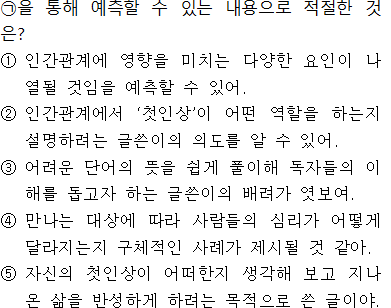 ㉠을 통해 예측할 수 있는 내용으로 적절한 것
은?
① 인간관계에 영향을 미치는 다양한 요인이 나
열될 것임을 예측할 수 있어.
② 인간관계에서 ‘첫인상’이 어떤 역할을 하는지
설명하려는 글쓴이의 의도를 알 수 있어.
③ 어려운 단어의 뜻을 쉽게 풀이해 독자들의 이
해를 돕고자 하는 글쓴이의 배려가 엿보여.
④ 만나는 대상에 따라 사람들의 심리가 어떻게
달라지는지 구체적인 사례가 제시될 것 같아.
⑤ 자신의 첫인상이 어떠한지 생각해 보고 지나
온 삶을 반성하게 하려는 목적으로 쓴 글이야.